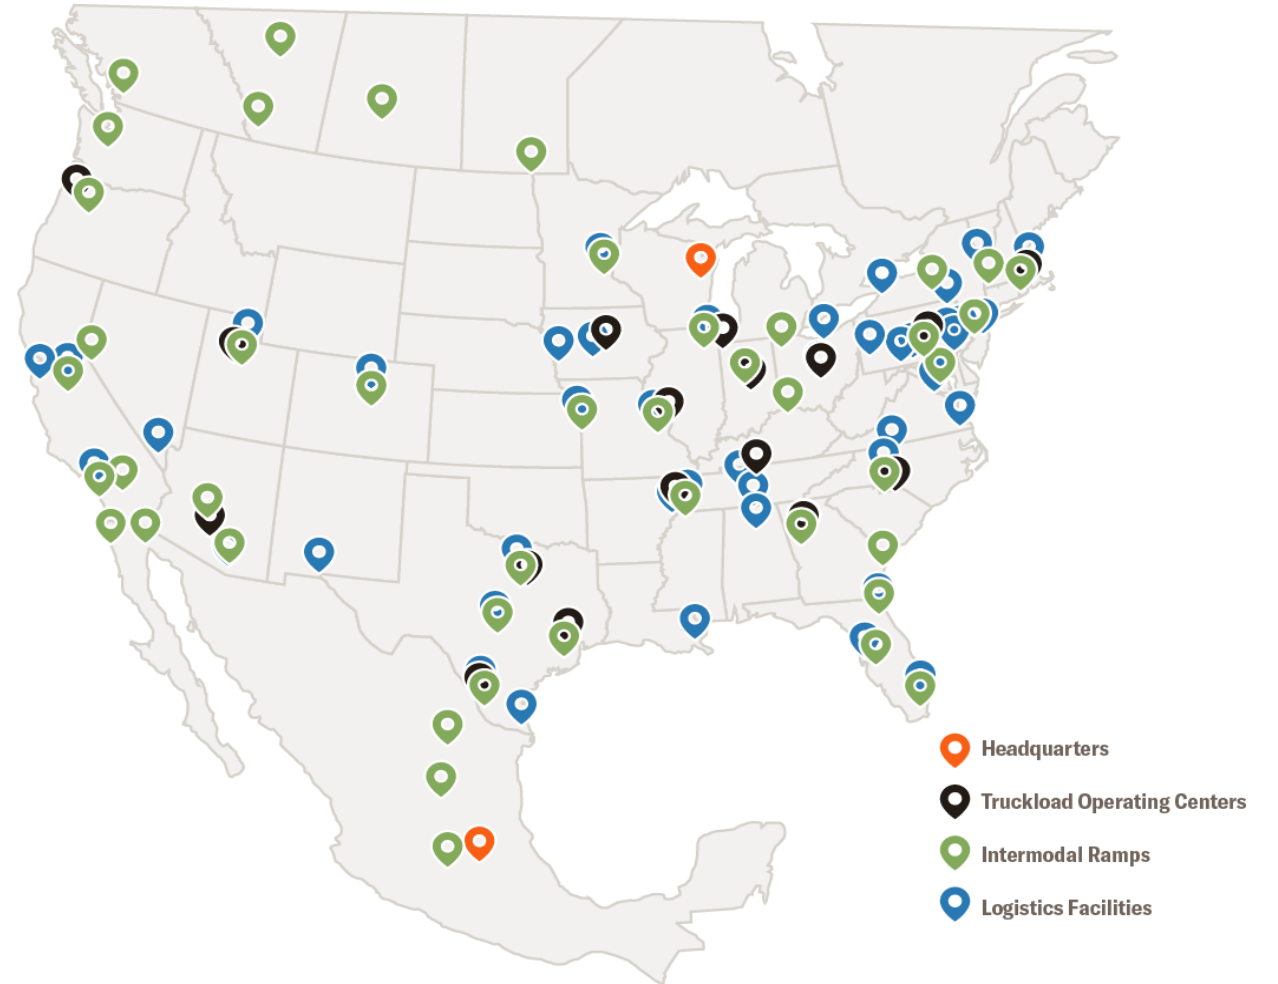 Headquarters
Truckload Operating Centers
Intermodal Ramps
Logistics Facilities